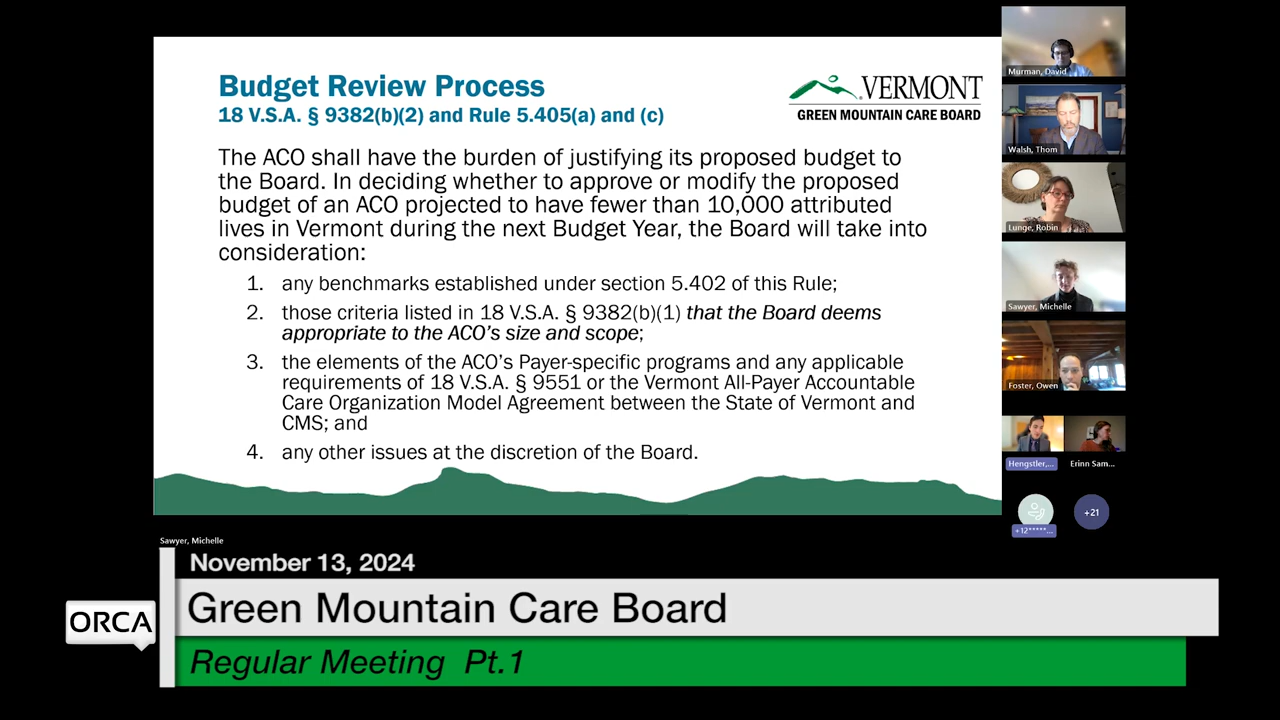 Budget Review Process
18 V.S.A. § 9382(b)(2) and Rule 5.405(a) and (c)
VERMONT
GREEN MOUNTAIN CARE BOARD
The ACO shall have the burden of justifying its proposed budget to
the Board. In deciding whether to approve or modify the proposed
budget of an ACO projected to have fewer than 10,000 attributed
lives in Vermont during the next Budget Year, the Board will take into
consideration:
1. any benchmarks established under section 5.402 of this Rule;
2. those criteria listed in 18 V.S.A. § 9382(b)(1) that the Board deems
appropriate to the ACO's size and scope;
3. the elements of the ACO's Payer-specific programs and any applicable
requirements of 18 V.S.A. § 9551 or the Vermont All-Payer Accountable
Care Organization Model Agreement between the State of Vermont and
CMS; and
4. any other issues at the discretion of the Board.
Murman, David
Walsh, Thom
Lunge, Robin
Sawyer, Michelle
Foster, Owen
Hengstler,...
Erinn Sam...
+12*****...
+21
Sawyer, Michelle
November 13, 2024
Green Mountain Care Board
ORCA
Regular Meeting Pt.1